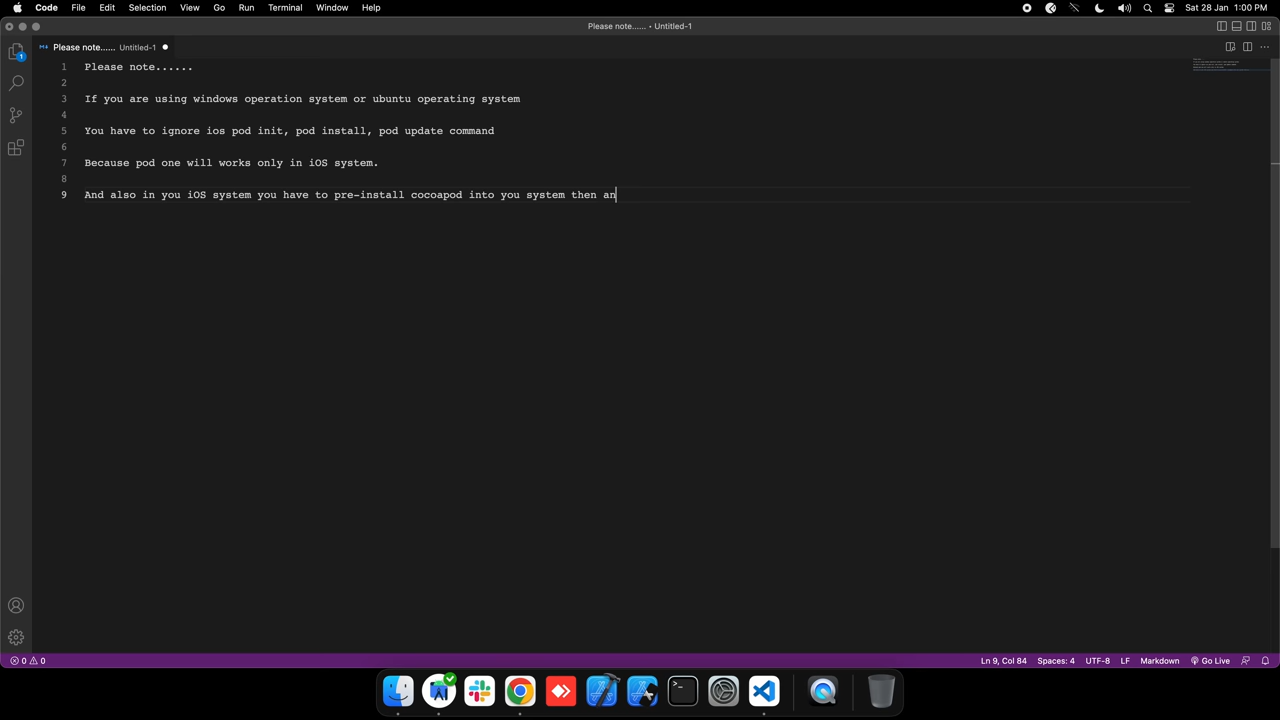 Code File Edit Selection View Go Run Terminal Window Help Sat 28 Jan 1:00 PM
Please note...... • Untitled-1
Please note...... Untitled-1
1 Please note......
2
3 If you are using windows operation system or ubuntu operating system
4
5 You have to ignore ios pod init, pod install, pod update command
6
7 Because pod one will works only in iOS system.
8
9 And also in you iOS system you have to pre-install cocoapod into you system then an
1
0 0 Ln 9, Col 84 Spaces: 4 UTF-8 LF Markdown Go Live